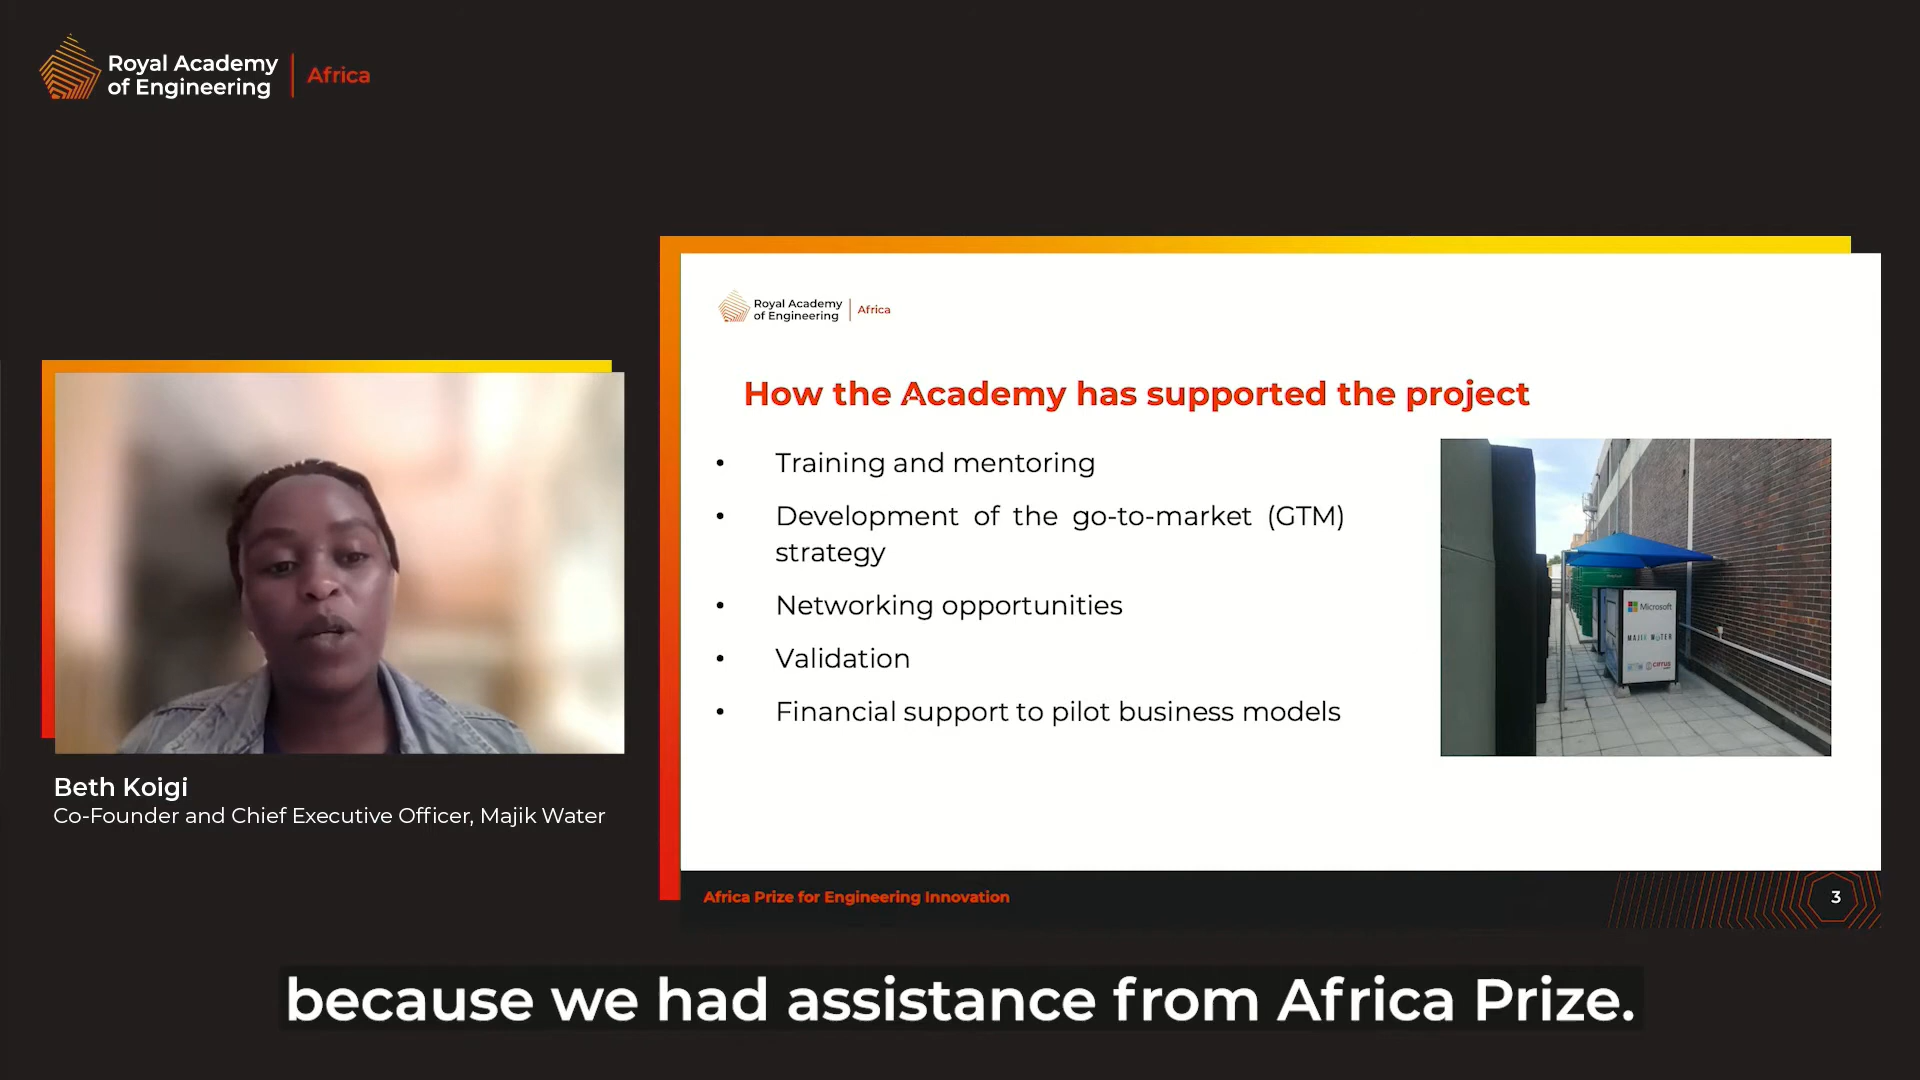 Royal Academy
of Engineering
Africa
Royal Academy
of Engineering
Africa
How the Academy has supported the project
• Training and mentoring
• Development of the go-to-market (GTM)
strategy
• Networking opportunities
• Validation
• Financial support to pilot business models
Microsoft
MAJIK WATER
CIRRUS
Beth Koigi
Co-Founder and Chief Executive Officer, Majik Water
Africa Prize for Engineering Innovation
3
because we had assistance from Africa Prize.